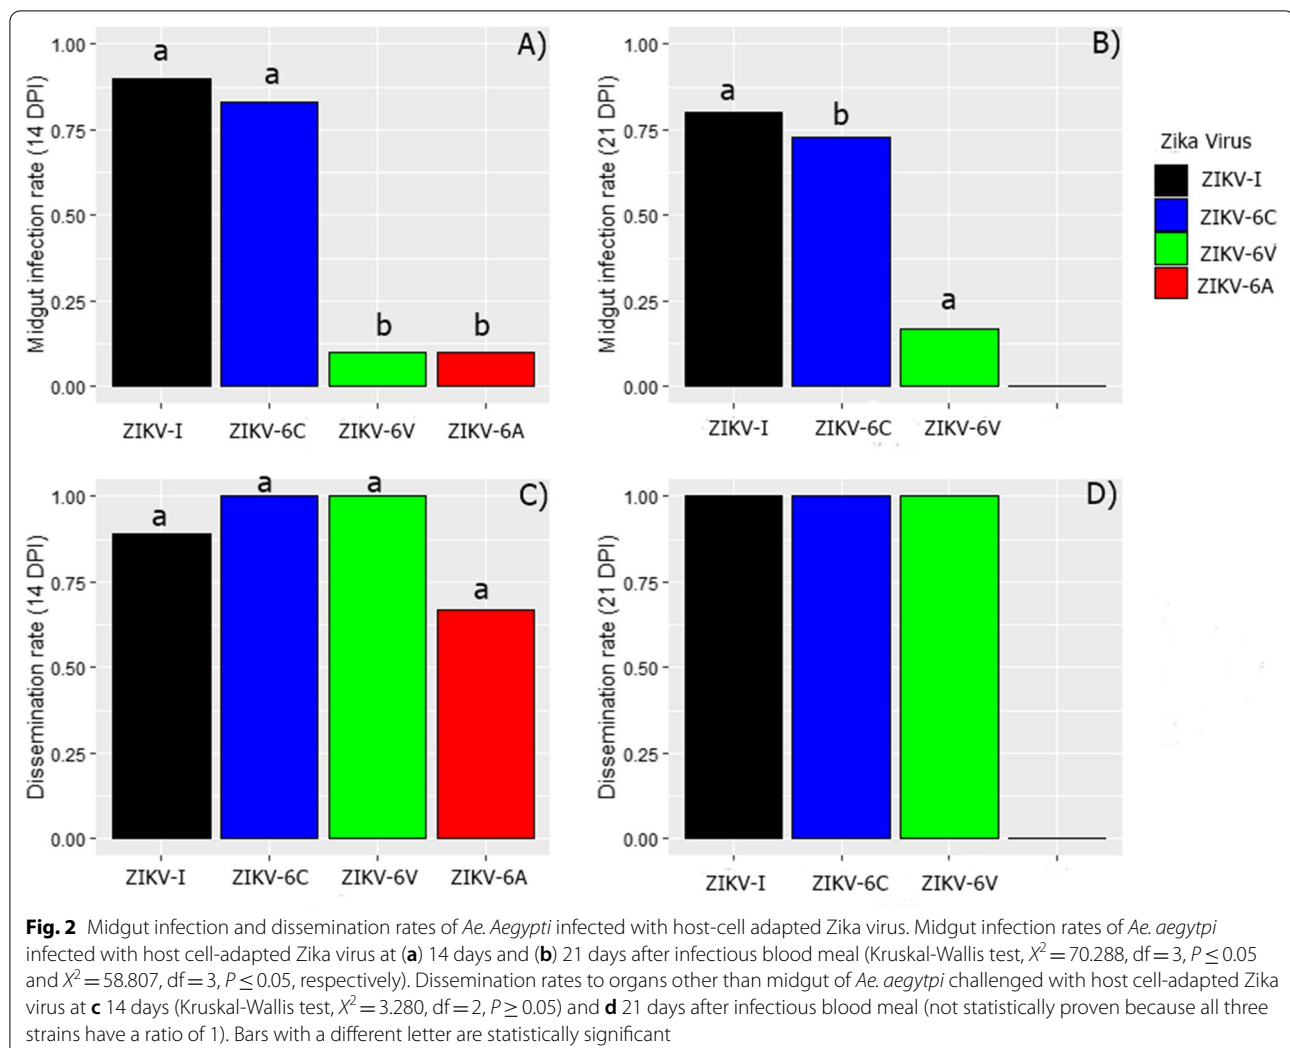 A)
a
a
b
b
1.00
0.75
0.50
0.25
0.00
Midgut infection rate (14 DPI)
ZIKV-I
ZIKV-6C
ZIKV-6V
ZIKV-6A
B)
a
b
a
1.00
0.75
0.50
0.25
0.00
Midgut infection rate (21 DPI)
ZIKV-I
ZIKV-6C
ZIKV-6V
Zika Virus
ZIKV-I
ZIKV-6C
ZIKV-6V
ZIKV-6A
C)
a
a
a
a
1.00
0.75
0.50
0.25
0.00
Dissemination rate (14 DPI)
ZIKV-I
ZIKV-6C
ZIKV-6V
ZIKV-6A
D)
1.00
0.75
0.50
0.25
0.00
Dissemination rate (21 DPI)
ZIKV-I
ZIKV-6C
ZIKV-6V
Fig. 2 Midgut infection and dissemination rates of Ae. Aegypti infected with host-cell adapted Zika virus. Midgut infection rates of Ae. aegytpi
infected with host cell-adapted Zika virus at (a) 14 days and (b) 21 days after infectious blood meal (Kruskal-Wallis test, X² = 70.288, df = 3, P ≤ 0.05
and X² = 58.807, df = 3, P ≤ 0.05, respectively). Dissemination rates to organs other than midgut of Ae. aegytpi challenged with host cell-adapted Zika
virus at c 14 days (Kruskal-Wallis test, X² = 3.280, df = 2, P ≥ 0.05) and d 21 days after infectious blood meal (not statistically proven because all three
strains have a ratio of 1). Bars with a different letter are statistically significant